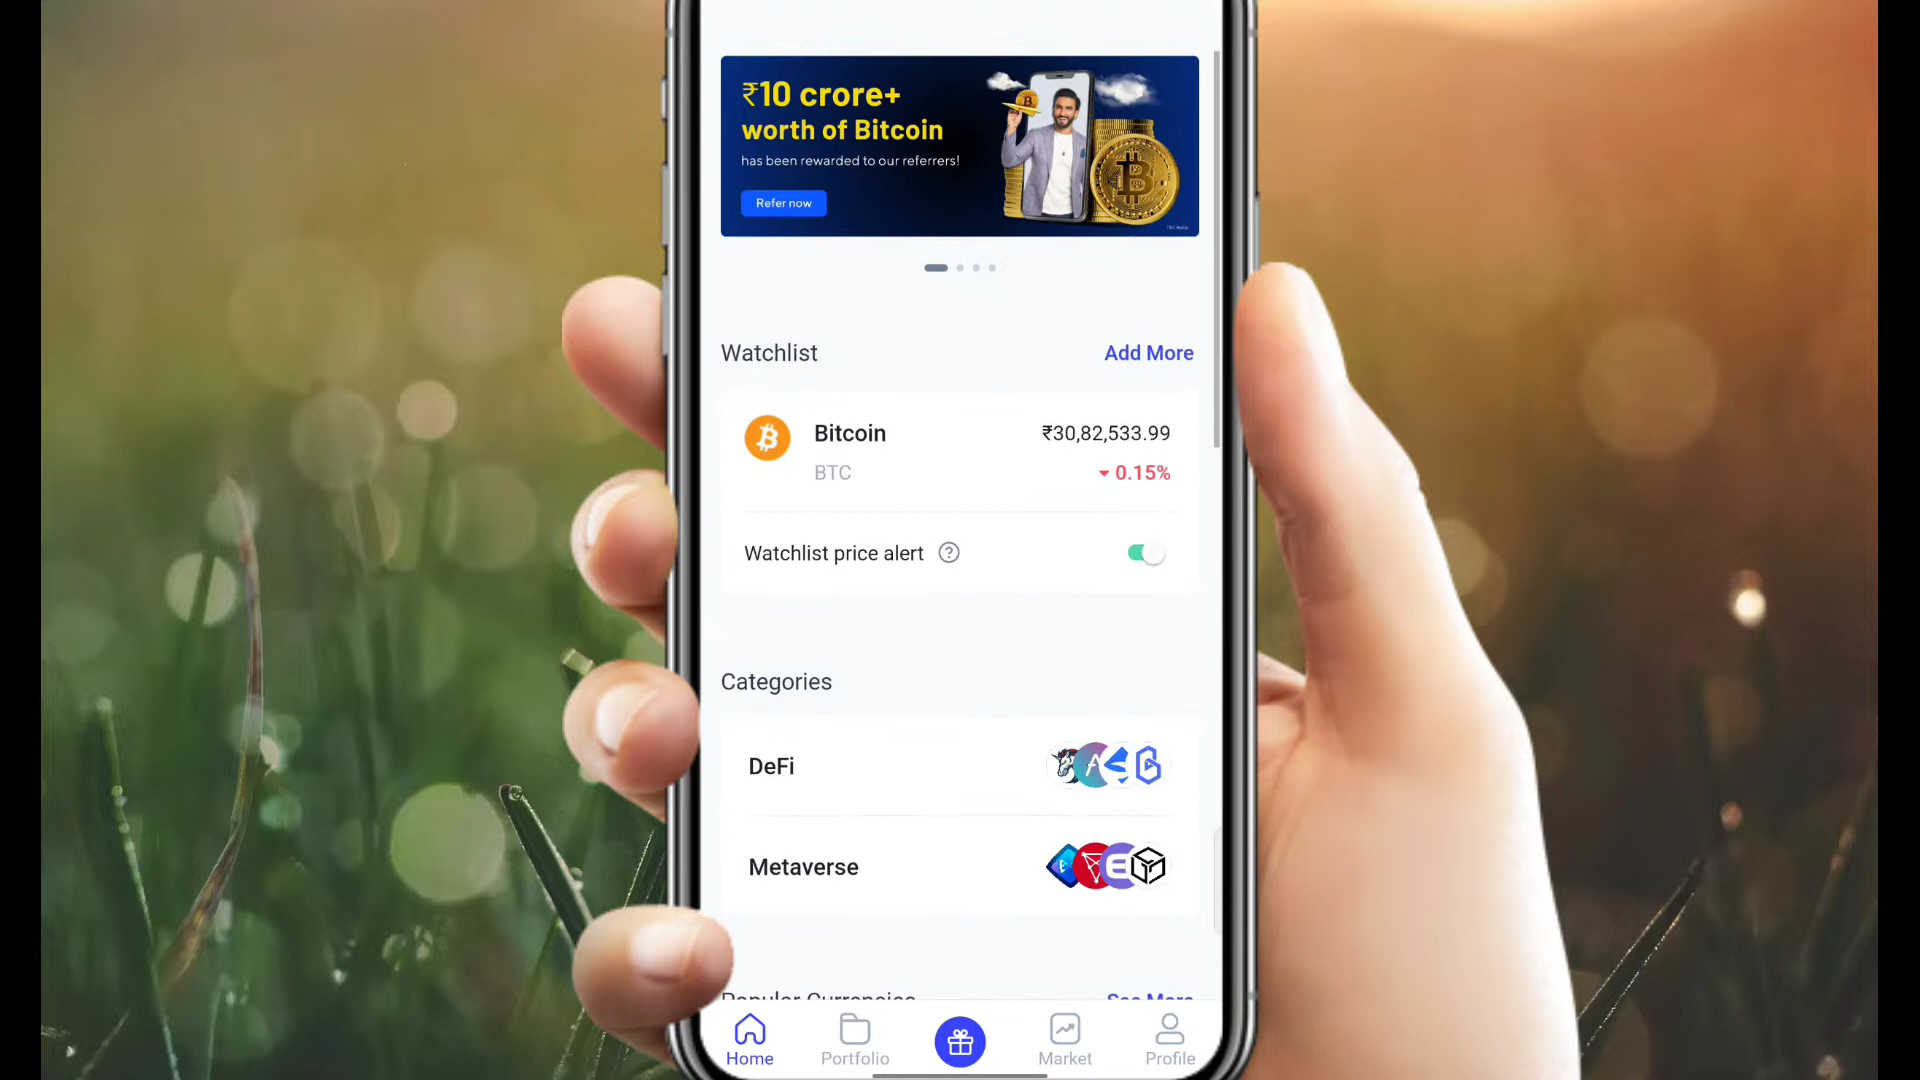 ₹10 crore+
worth of Bitcoin
has been rewarded to our referrers!
Refer now
T&C Apply
Watchlist
Add More
Bitcoin
₹30,82,533.99
BTC
0.15%
Watchlist price alert
Categories
DeFi
Metaverse
Popular Currencies
See More
Home
Portfolio
Market
Profile